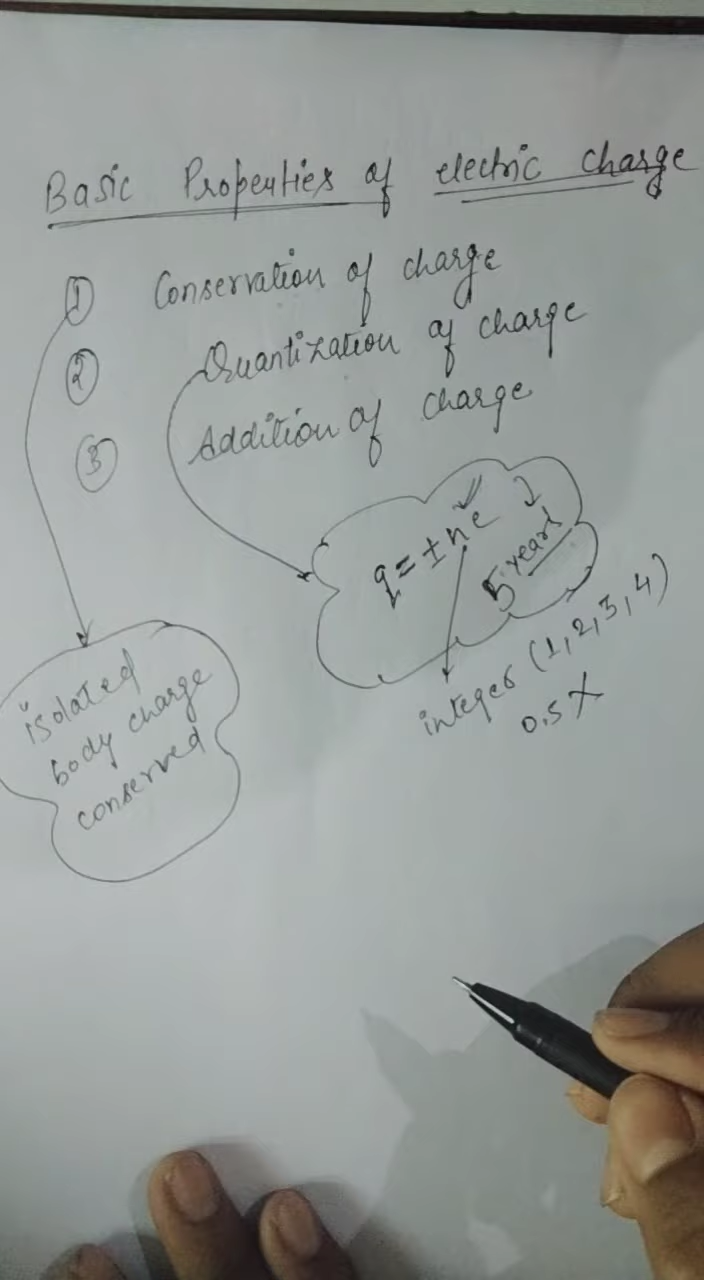 Basic Properties of electric charge
① Conservation of charge
② Quantization of charge
③ Addition of charge
q = ± n e
5 years
integer (1,2,3,4)
0.5 X
isolated
body charge
conserved